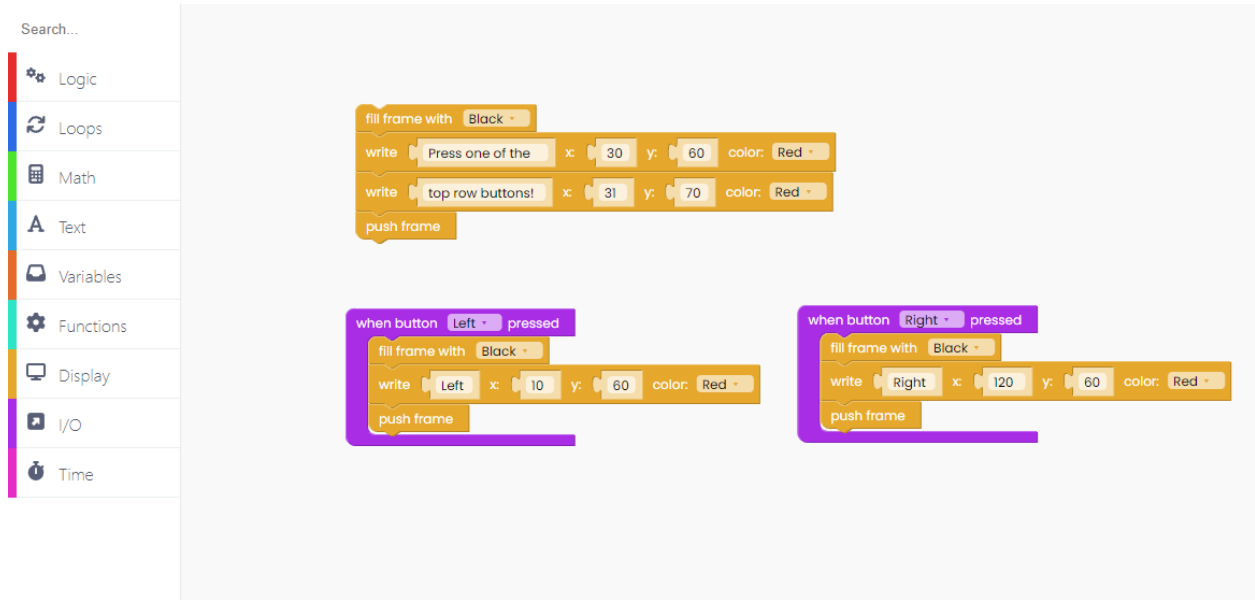 Search...
Logic
Loops
Math
Text
Variables
Functions
Display
I/O
Time
fill frame with Black
write Press one of the x: 30 y: 60 color: Red
write top row buttons! x: 31 y: 70 color: Red
push frame
when button Left pressed
fill frame with Black
write Left x: 10 y: 60 color: Red
push frame
when button Right pressed
fill frame with Black
write Right x: 120 y: 60 color: Red
push frame